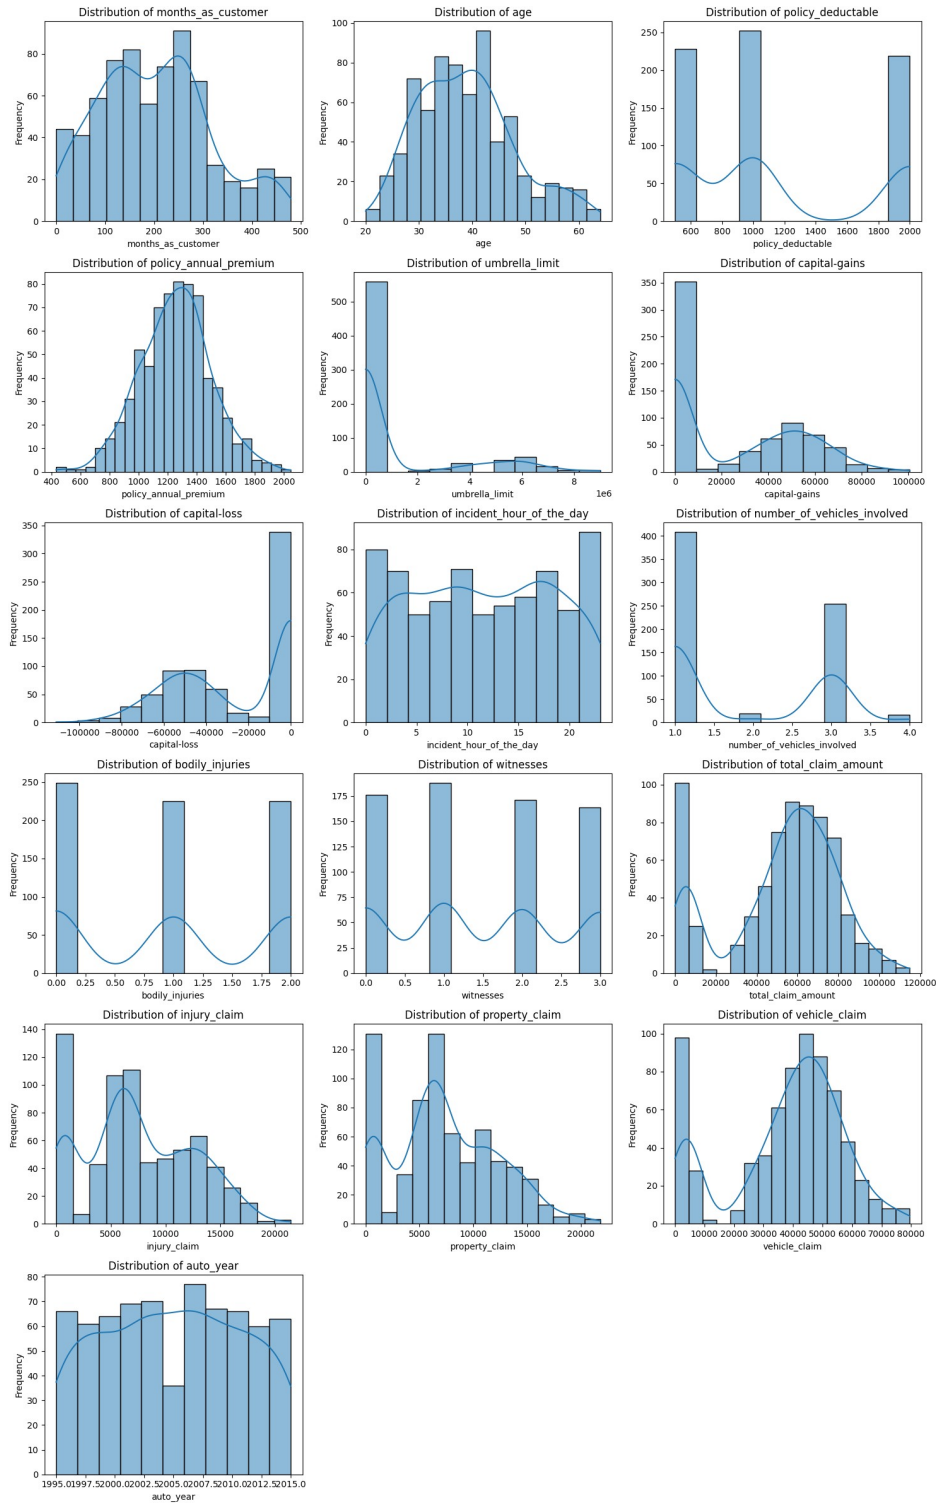 Distribution of months_as_customer
Frequency
80
60
40
20
0
0 100 200 300 400 500
months_as_customer
Distribution of age
Frequency
100
80
60
40
20
0
20 30 40 50 60
age
Distribution of policy_deductable
Frequency
250
200
150
100
50
0
600 800 1000 1200 1400 1600 1800 2000
policy_deductable
Distribution of policy_annual_premium
Frequency
80
70
60
50
40
30
20
10
0
400 600 800 1000 1200 1400 1600 1800 2000
policy_annual_premium
Distribution of umbrella_limit
Frequency
500
400
300
200
100
0
0 2 4 6 8
1e6
umbrella_limit
Distribution of capital-gains
Frequency
350
300
250
200
150
100
50
0
0 20000 40000 60000 80000 100000
capital-gains
Distribution of capital-loss
Frequency
350
300
250
200
150
100
50
0
−100000 −80000 −60000 −40000 −20000 0
capital-loss
Distribution of incident_hour_of_the_day
Frequency
80
60
40
20
0
0 5 10 15 20
incident_hour_of_the_day
Distribution of number_of_vehicles_involved
Frequency
400
350
300
250
200
150
100
50
0
1.0 1.5 2.0 2.5 3.0 3.5 4.0
number_of_vehicles_involved
Distribution of bodily_injuries
Frequency
250
200
150
100
50
0
0.00 0.25 0.50 0.75 1.00 1.25 1.50 1.75 2.00
bodily_injuries
Distribution of witnesses
Frequency
175
150
125
100
75
50
25
0
0.0 0.5 1.0 1.5 2.0 2.5 3.0
witnesses
Distribution of total_claim_amount
Frequency
100
80
60
40
20
0
0 20000 40000 60000 80000 100000 120000
total_claim_amount
Distribution of injury_claim
Frequency
140
120
100
80
60
40
20
0
0 5000 10000 15000 20000
injury_claim
Distribution of property_claim
Frequency
120
100
80
60
40
20
0
0 5000 10000 15000 20000
property_claim
Distribution of vehicle_claim
Frequency
100
80
60
40
20
0
0 10000 20000 30000 40000 50000 60000 70000 80000
vehicle_claim
Distribution of auto_year
Frequency
80
70
60
50
40
30
20
10
0
1995.0 1997.5 2000.0 2002.5 2005.0 2007.5 2010.0 2012.5 2015.0
auto_year